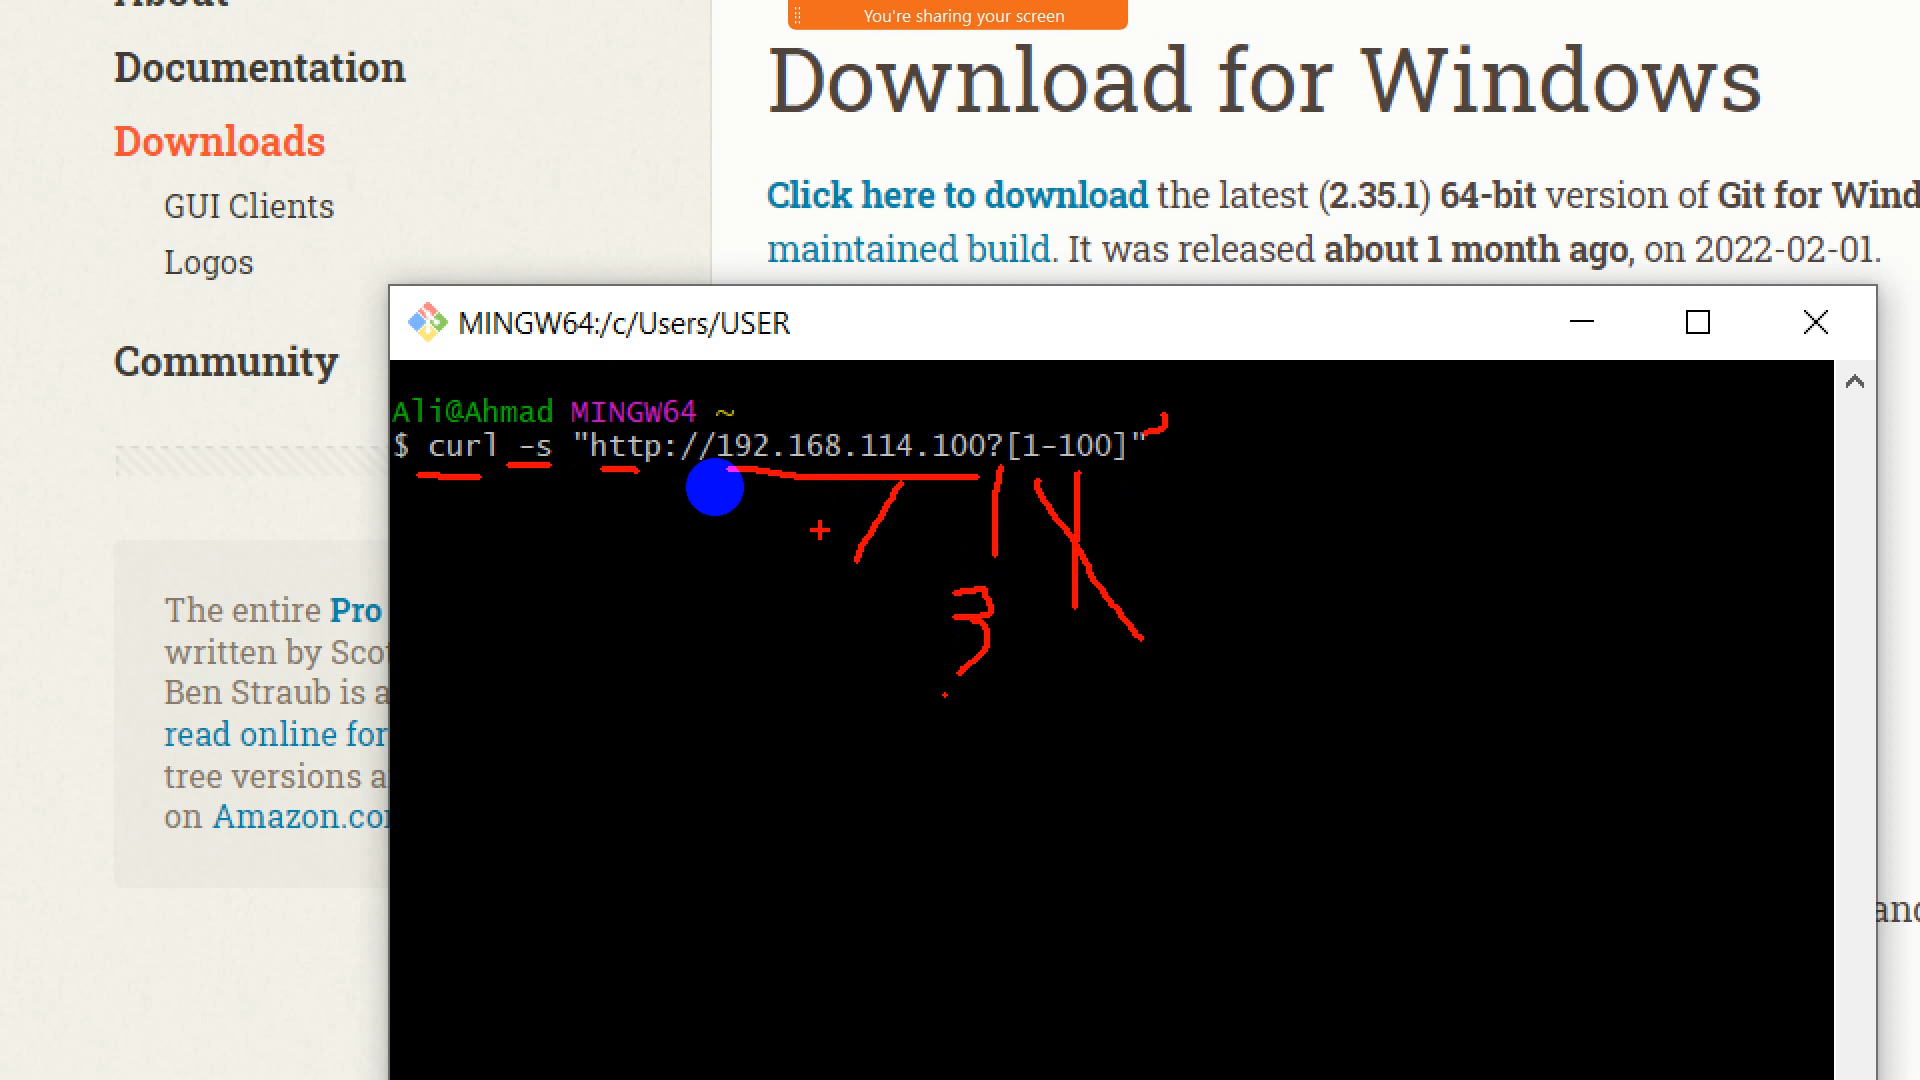 You're sharing your screen
About
Documentation
Downloads
GUI Clients
Logos
Community
The entire Pro
written by Sco
Ben Straub is a
read online for
tree versions a
on Amazon.co
Download for Windows
Click here to download the latest (2.35.1) 64-bit version of Git for Wind
maintained build. It was released about 1 month ago, on 2022-02-01.
MINGW64:/c/Users/USER
Ali@Ahmad MINGW64 ~
$ curl -s "http://192.168.114.100?[1-100]"
3
and